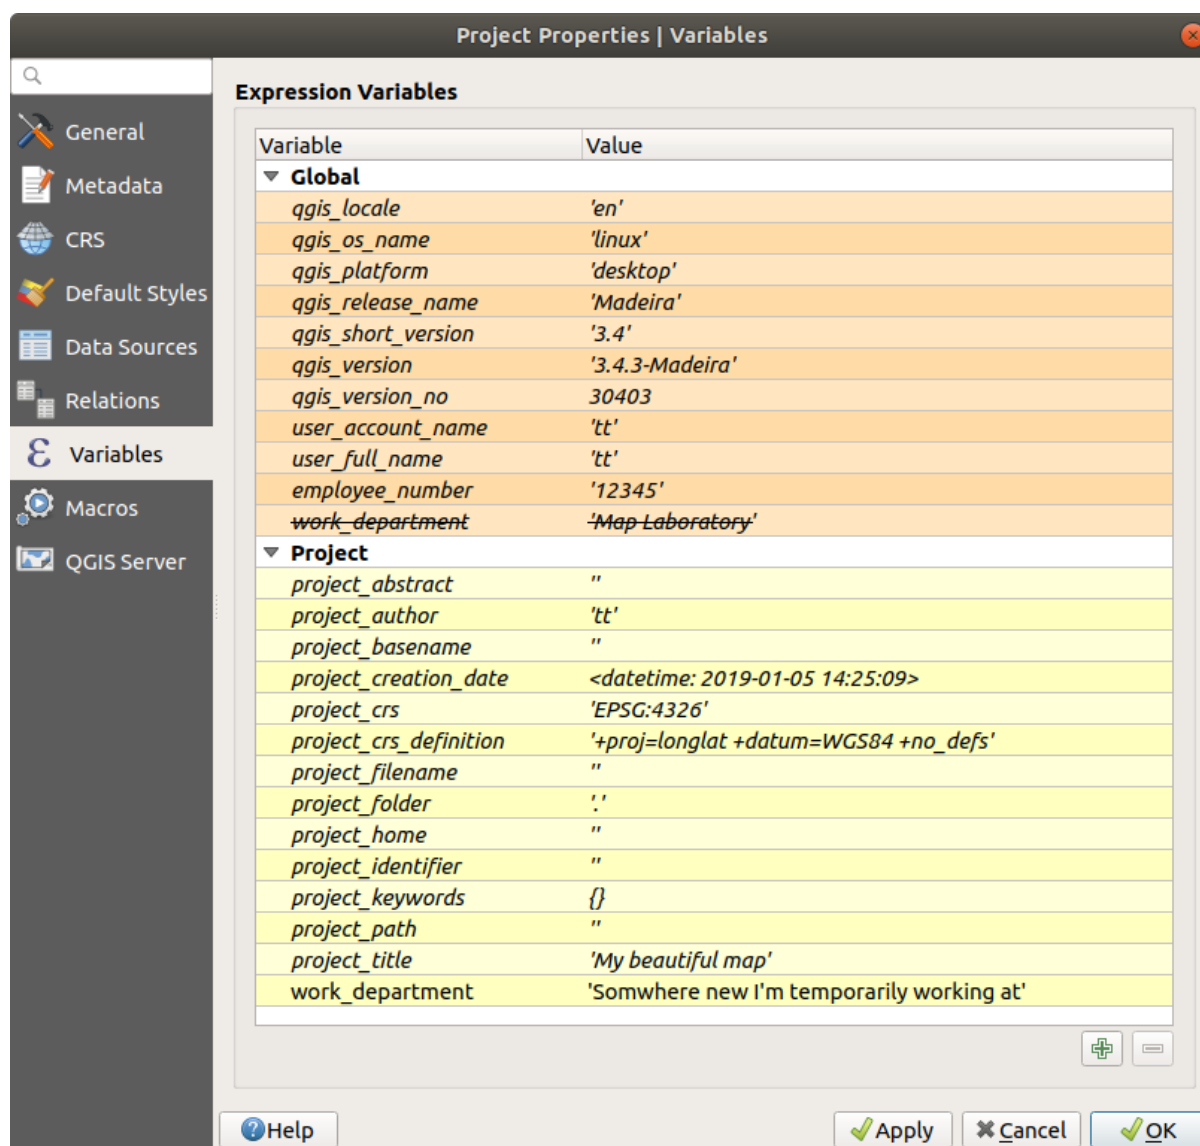 Project Properties | Variables
General
Metadata
CRS
Default Styles
Data Sources
Relations
Variables
Macros
QGIS Server
Expression Variables
Variable Value
Global
qgis_locale 'en'
qgis_os_name 'linux'
qgis_platform 'desktop'
qgis_release_name 'Madeira'
qgis_short_version '3.4'
qgis_version '3.4.3-Madeira'
qgis_version_no 30403
user_account_name 'tt'
user_full_name 'tt'
employee_number '12345'
work_department 'Map Laboratory'
Project
project_abstract ''
project_author 'tt'
project_basename ''
project_creation_date <datetime: 2019-01-05 14:25:09>
project_crs 'EPSG:4326'
project_crs_definition '+proj=longlat +datum=WGS84 +no_defs'
project_filename ''
project_folder '.'
project_home ''
project_identifier ''
project_keywords {}
project_path ''
project_title 'My beautiful map'
work_department 'Somwhere new I'm temporarily working at'
Help Apply Cancel OK